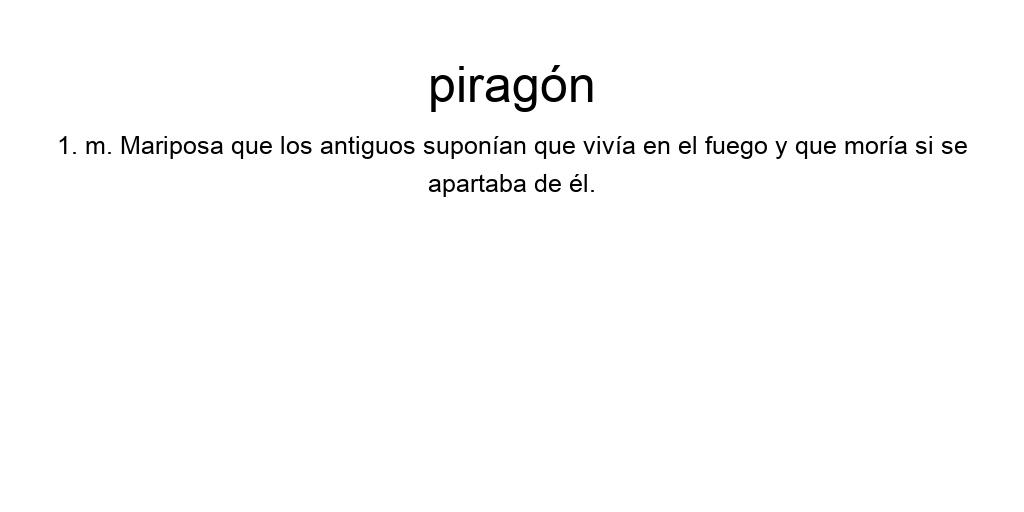 piragón
1. m. Mariposa que los antiguos suponían que vivía en el fuego y que moría si se
apartaba de él.